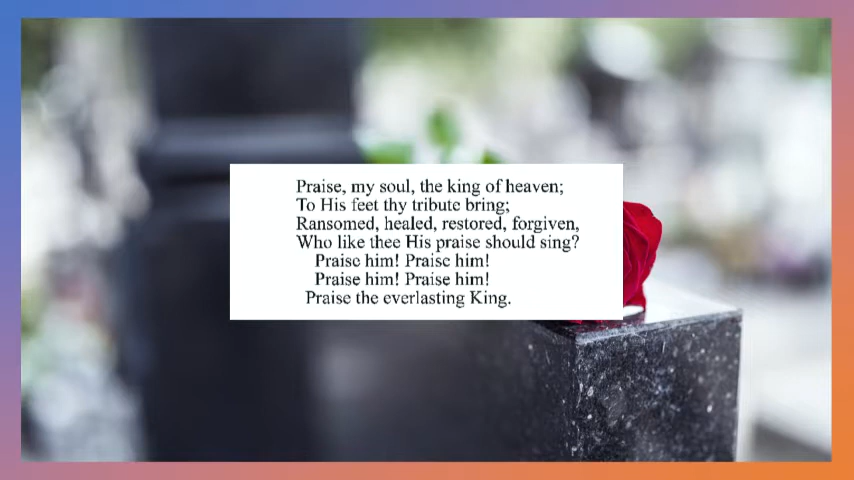 Praise, my soul, the king of heaven;
To His feet thy tribute bring;
Ransomed, healed, restored, forgiven,
Who like thee His praise should sing?
Praise him! Praise him!
Praise him! Praise him!
Praise the everlasting King.